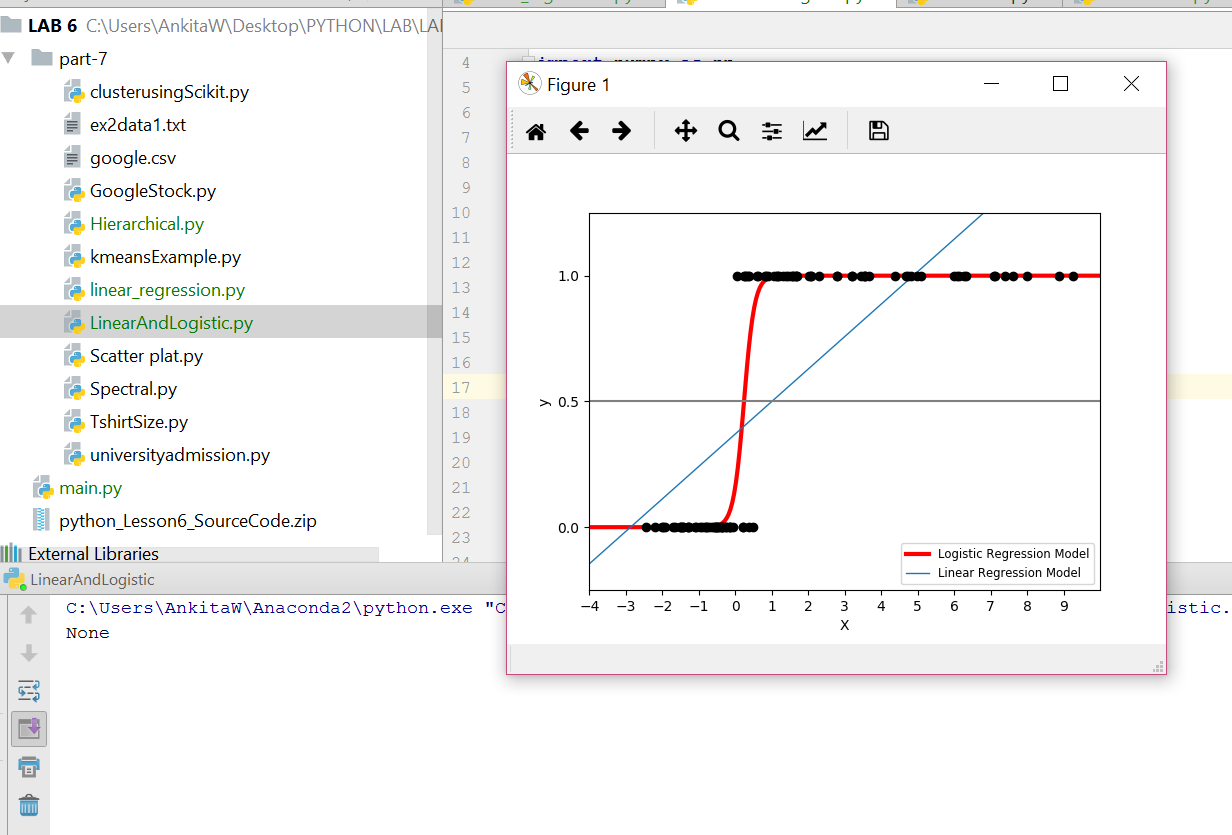 LAB 6 C:\Users\AnkitaW\Desktop\PYTHON\LAB\LA
part-7
clusterusingScikit.py
ex2data1.txt
google.csv
GoogleStock.py
Hierarchical.py
kmeansExample.py
linear_regression.py
LinearAndLogistic.py
Scatter plat.py
Spectral.py
TshirtSize.py
universityadmission.py
main.py
python_Lesson6_SourceCode.zip
External Libraries
4
5
6
7
8
9
10
11
12
13
14
15
16
17
18
19
20
21
22
23
24
Figure 1
1.0
y 0.5
0.0
Logistic Regression Model
Linear Regression Model
−4 −3 −2 −1 0 1 2 3 4 5 6 7 8 9
X
LinearAndLogistic
C:\Users\AnkitaW\Anaconda2\python.exe "C istic.
None